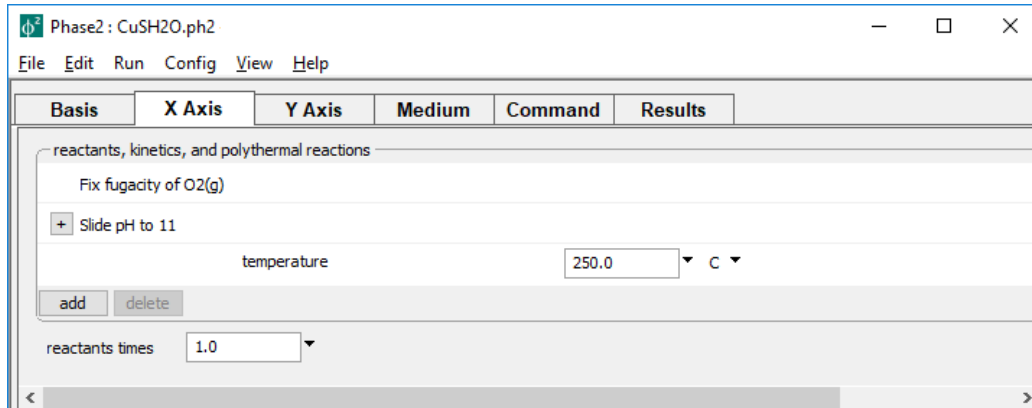 Phase2 : CuSH2O.ph2
File Edit Run Config View Help
Basis X Axis Y Axis Medium Command Results
reactants, kinetics, and polythermal reactions
Fix fugacity of O2(g)
+ Slide pH to 11
temperature 250.0 C
add delete
reactants times 1.0